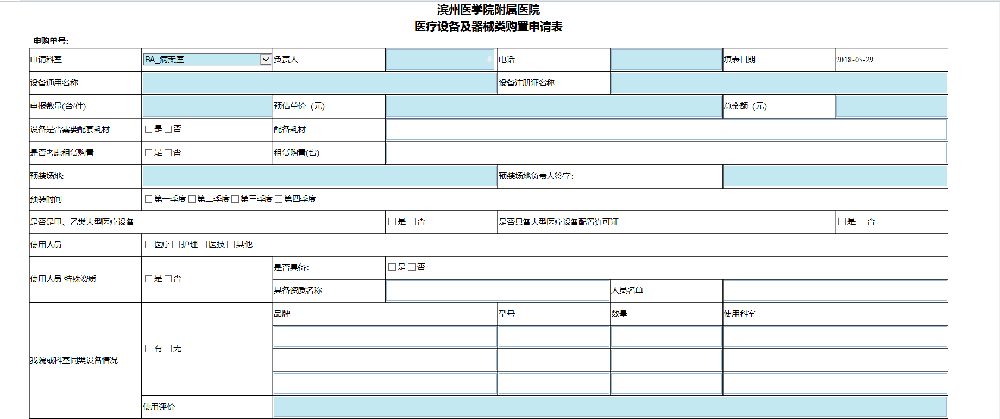 滨州医学院附属医院
医疗设备及器械类购置申请表
申购单号:
申请科室 BA_病案室 负责人 电话 填表日期 2018-05-29
设备通用名称 设备注册证名称
申报数量(台/件) 预估单价（元) 总金额（元)
设备是否需要配套耗材 是 否 配备耗材
是否考虑租赁购置 是 否 租赁购置(台)
预装场地: 预装场地负责人签字:
预装时间 第一季度 第二季度 第三季度 第四季度
是否是甲、乙类大型医疗设备 是 否 是否具备大型医疗设备配置许可证 是 否
使用人员 医疗 护理 医技 其他
使用人员 特殊资质 是 否 是否具备: 是 否
具备资质名称 人员名单
我院或科室同类设备情况 有 无 品牌 型号 数量 使用科室
使用评价